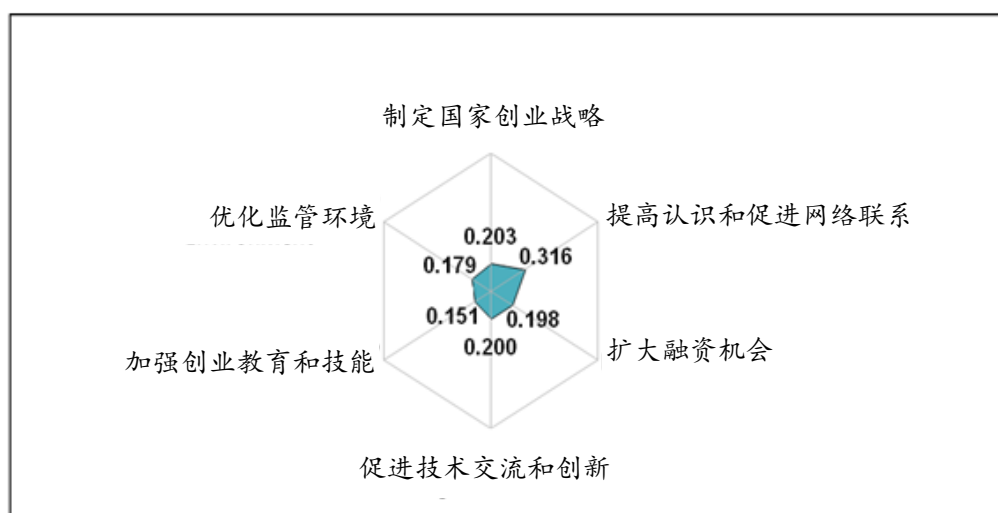 制定国家创业战略
优化监管环境
提高认识和促进网络联系
0.203
0.316
0.179
0.151
0.198
0.200
加强创业教育和技能
扩大融资机会
促进技术交流和创新